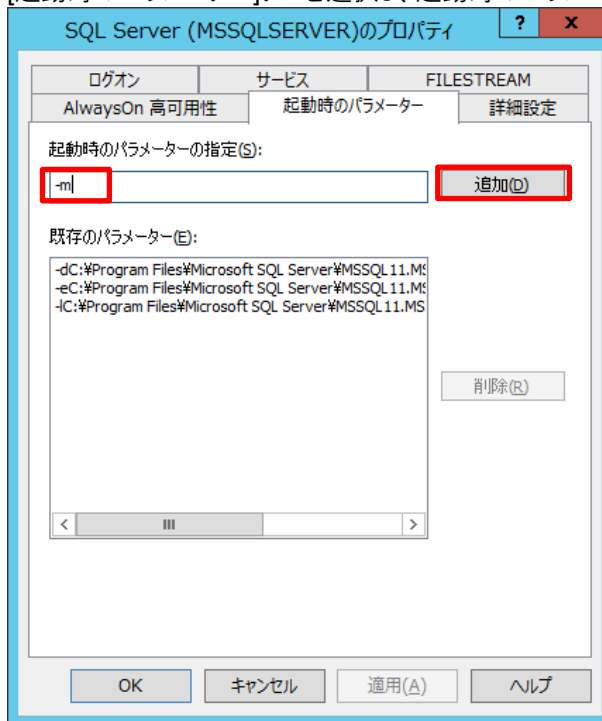 SQL Server (MSSQLSERVER)のプロパティ ? x
ログオン サービス FILESTREAM
AlwaysOn 高可用性 起動時のパラメーター 詳細設定
起動時のパラメーターの指定(S):
-m 追加(D)
既存のパラメーター(E):
-dC:¥Program Files¥Microsoft SQL Server¥MSSQL11.MS
-eC:¥Program Files¥Microsoft SQL Server¥MSSQL11.MS
-lC:¥Program Files¥Microsoft SQL Server¥MSSQL11.MS
削除(R)
OK キャンセル 適用(A) ヘルプ